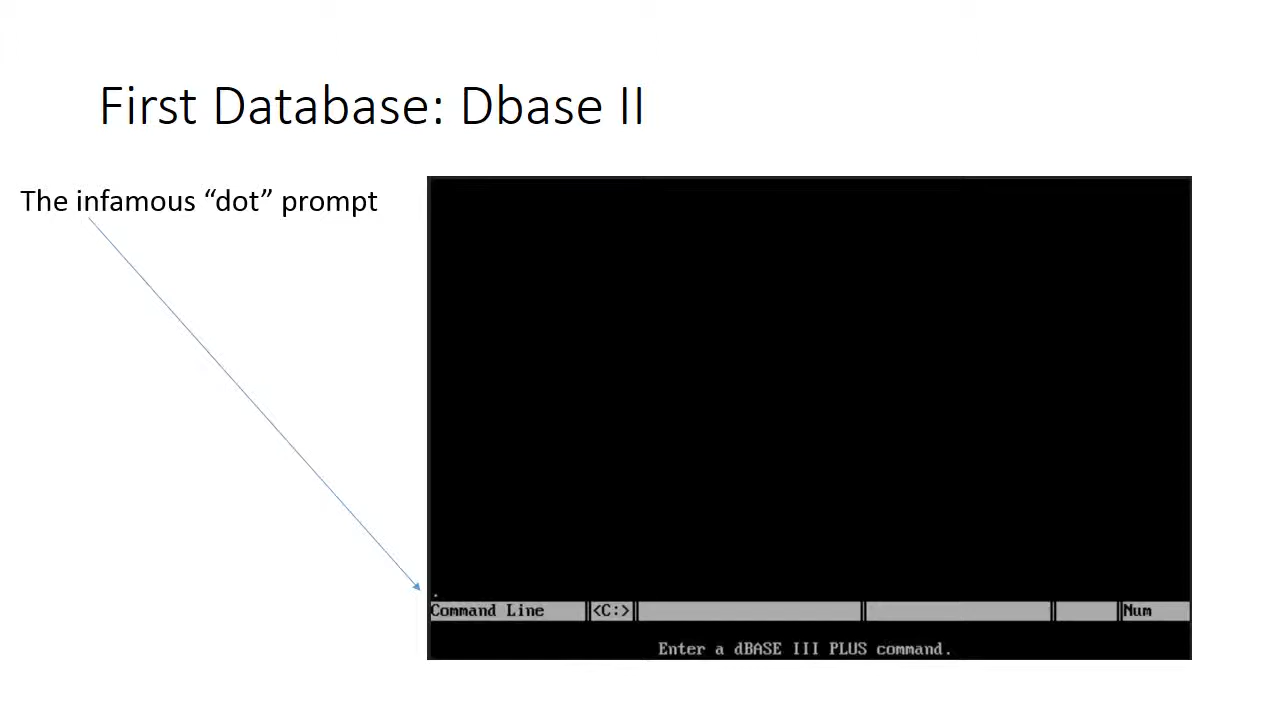 First Database: Dbase II
The infamous “dot” prompt
.
Command Line <C:> Num
Enter a dBASE III PLUS command.